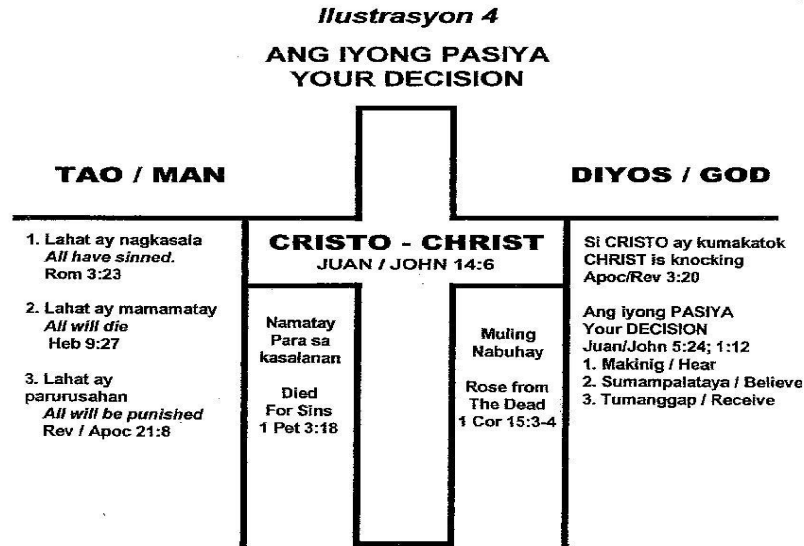 Ilustrasyon 4
ANG IYONG PASIYA
YOUR DECISION
TAO / MAN
DIYOS / GOD
1. Lahat ay nagkasala
All have sinned.
Rom 3:23
2. Lahat ay mamamatay
All will die
Heb 9:27
3. Lahat ay
parurusahan
All will be punished
Rev / Apoc 21:8
CRISTO - CHRIST
JUAN / JOHN 14:6
Namatay
Para sa
kasalanan
Died
For Sins
1 Pet 3:18
Muling
Nabuhay
Rose from
The Dead
1 Cor 15:3-4
Si CRISTO ay kumakatok
CHRIST is knocking
Apoc/Rev 3:20
Ang iyong PASIYA
Your DECISION
Juan/John 5:24; 1:12
1. Makinig / Hear
2. Sumampalataya / Believe
3. Tumanggap / Receive